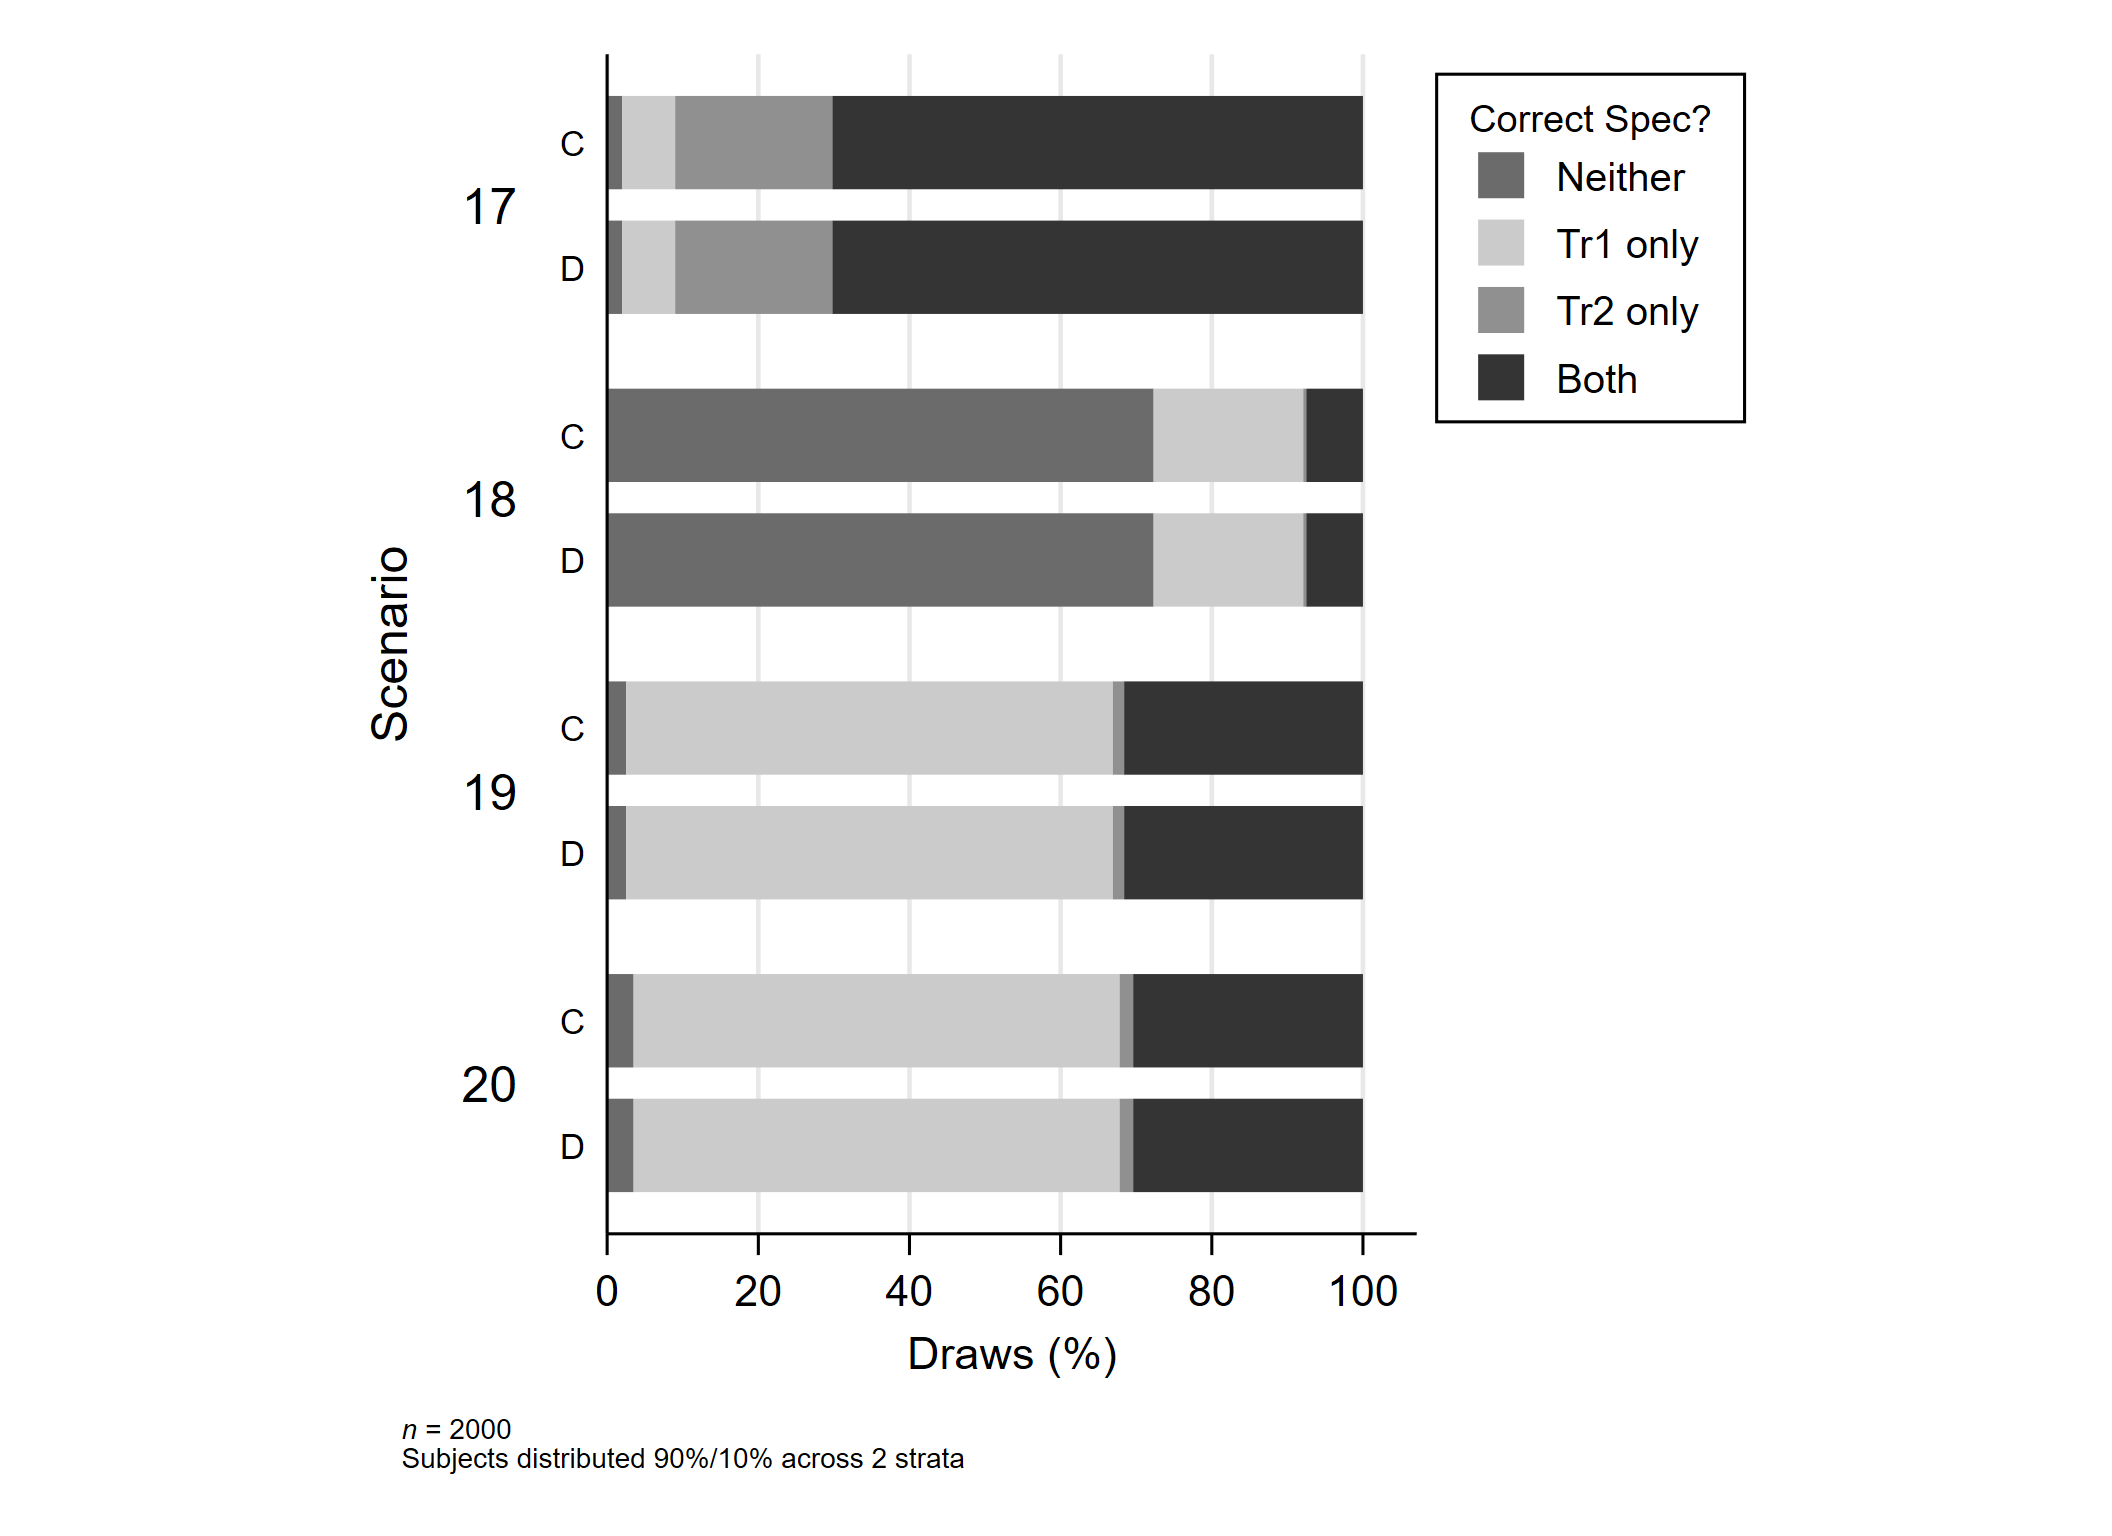 Correct Spec?
Neither
Tr1 only
Tr2 only
Both
Scenario
17
C
D
18
C
D
19
C
D
20
C
D
0 20 40 60 80 100
Draws (%)
n = 2000
Subjects distributed 90%/10% across 2 strata